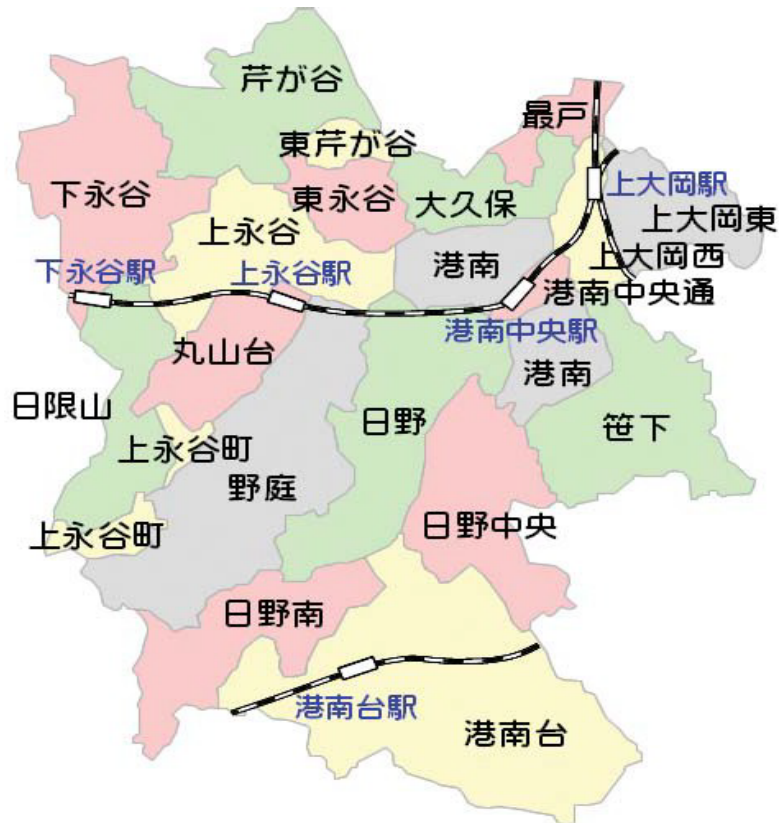 芹が谷
最戸
東芹が谷
下永谷
東永谷
大久保
上大岡駅
上大岡東
上永谷
港南
上大岡西
下永谷駅
上永谷駅
港南中央通
港南中央駅
丸山台
港南
日限山
日野
笹下
上永谷町
野庭
日野中央
上永谷町
日野南
港南台駅
港南台